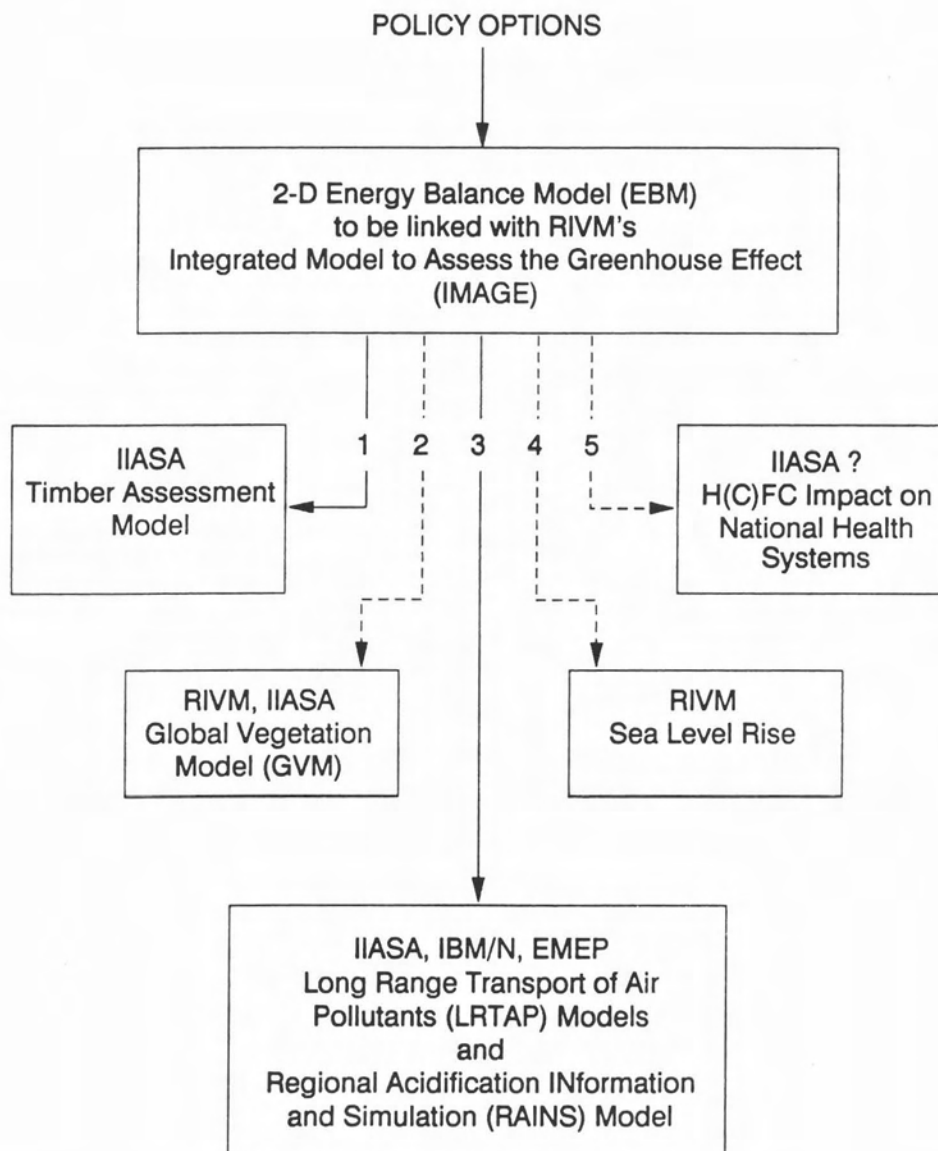 POLICY OPTIONS
2-D Energy Balance Model (EBM)
to be linked with RIVM's
Integrated Model to Assess the Greenhouse Effect
(IMAGE)
1 2 3 4 5
IIASA
Timber Assessment
Model
IIASA ?
H(C)FC Impact on
National Health
Systems
RIVM, IIASA
Global Vegetation
Model (GVM)
RIVM
Sea Level Rise
IIASA, IBM/N, EMEP
Long Range Transport of Air
Pollutants (LRTAP) Models
and
Regional Acidification INformation
and Simulation (RAINS) Model